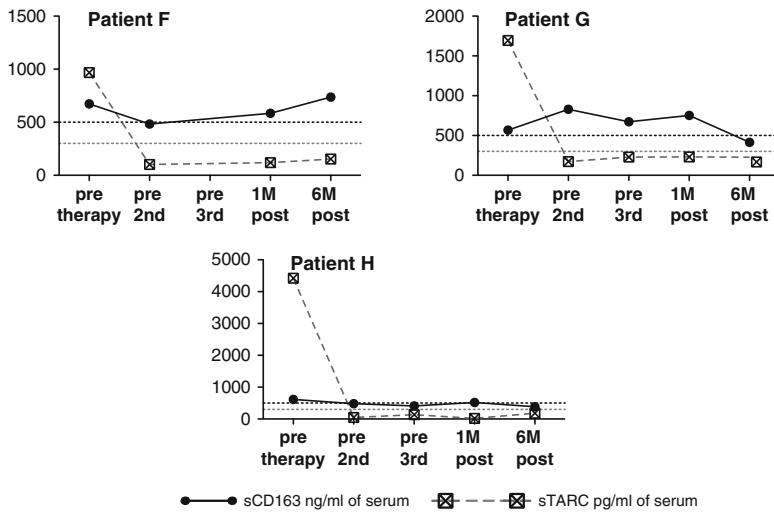 Patient F
1500
1000
500
0
pre therapy
pre 2nd
pre 3rd
1M post
6M post
Patient G
2000
1500
1000
500
0
pre therapy
pre 2nd
pre 3rd
1M post
6M post
Patient H
5000
4000
3000
2000
1000
0
pre therapy
pre 2nd
pre 3rd
1M post
6M post
sCD163 ng/ml of serum
sTARC pg/ml of serum